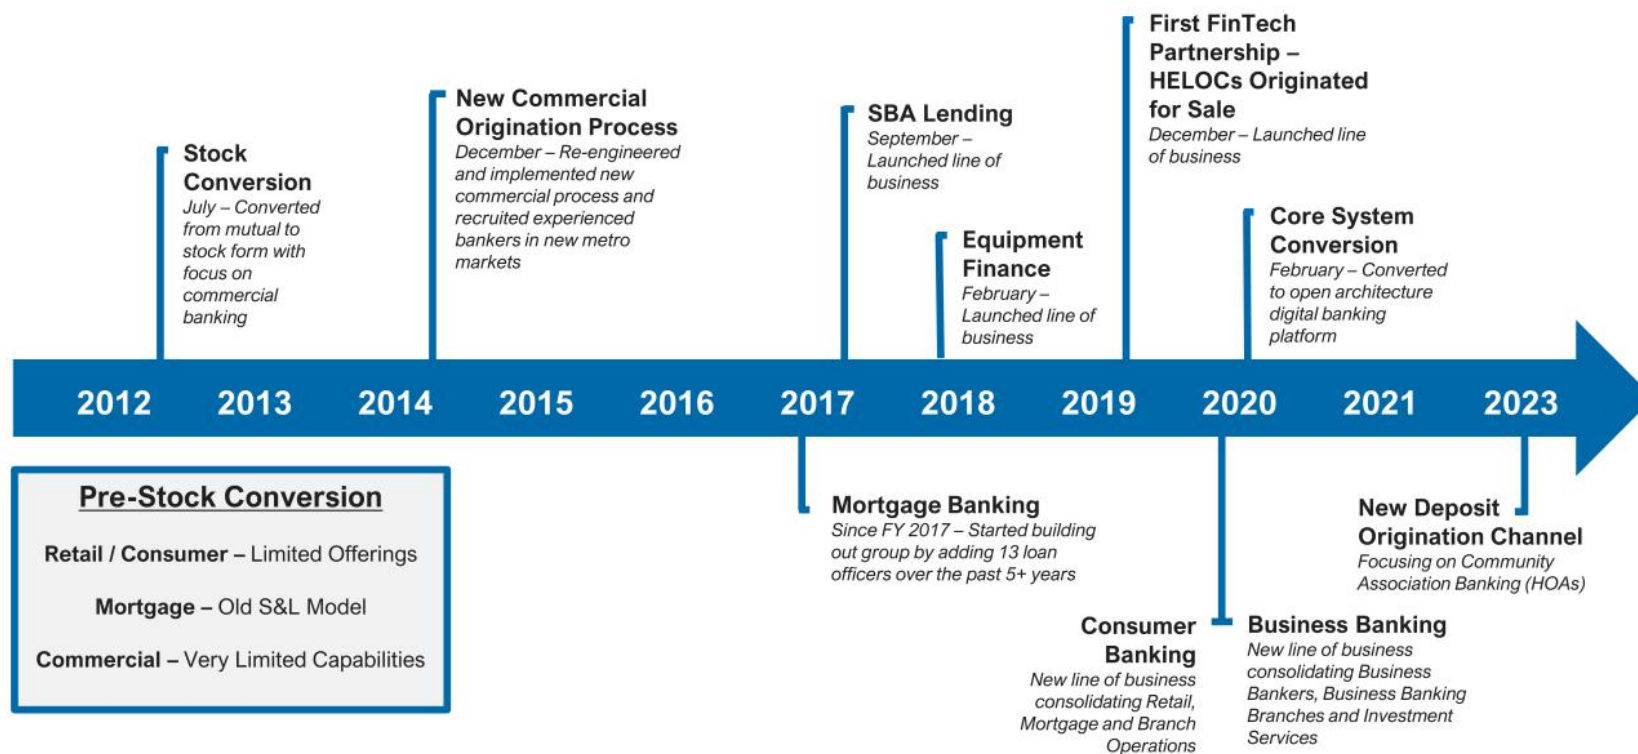 First FinTech
Partnership –
HELOCs Originated
for Sale
December – Launched line
of business
New Commercial
Origination Process
December – Re-engineered
and implemented new
commercial process and
recruited experienced
bankers in new metro
markets
SBA Lending
September –
Launched line of
business
Stock
Conversion
July – Converted
from mutual to
stock form with
focus on
commercial
banking
Equipment
Finance
February –
Launched line of
business
Core System
Conversion
February – Converted
to open architecture
digital banking
platform
2012 2013 2014 2015 2016 2017 2018 2019 2020 2021 2023
Pre-Stock Conversion
Retail / Consumer – Limited Offerings
Mortgage – Old S&L Model
Commercial – Very Limited Capabilities
Mortgage Banking
Since FY 2017 – Started building
out group by adding 13 loan
officers over the past 5+ years
New Deposit
Origination Channel
Focusing on Community
Association Banking (HOAs)
Consumer
Banking
New line of business
consolidating Retail,
Mortgage and Branch
Operations
Business Banking
New line of business
consolidating Business
Bankers, Business Banking
Branches and Investment
Services